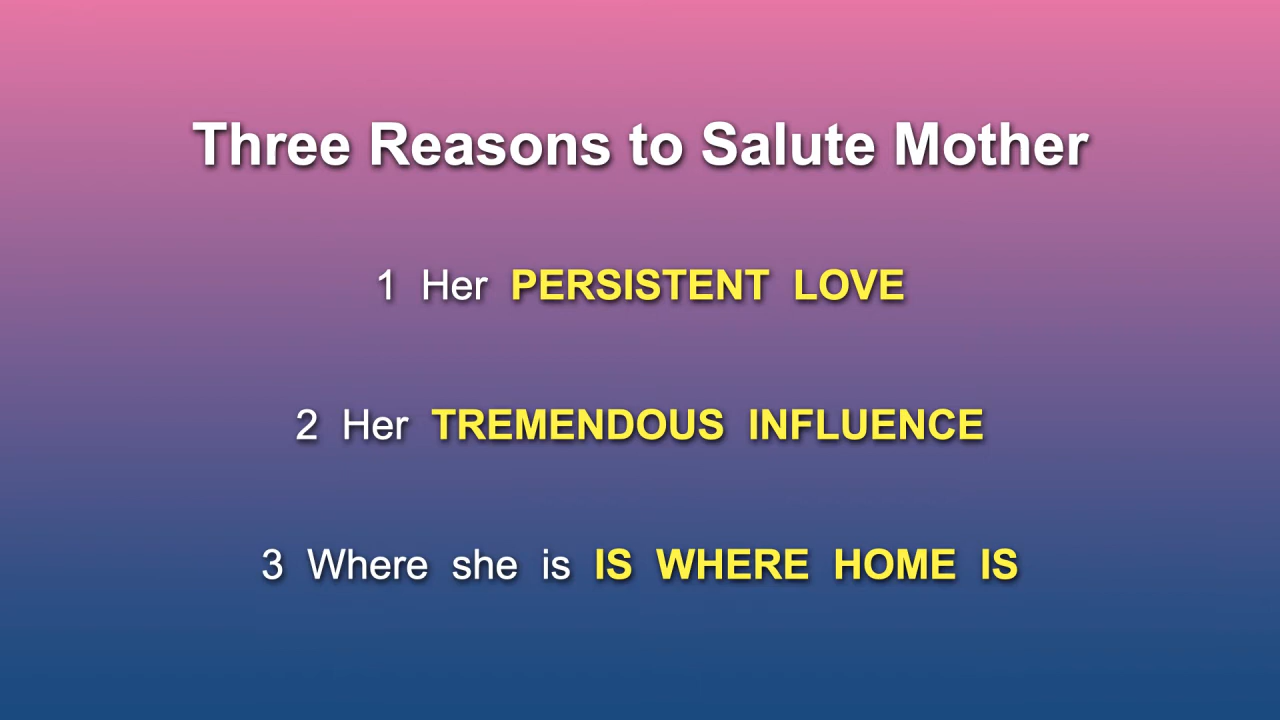 Three Reasons to Salute Mother
1 Her PERSISTENT LOVE
2 Her TREMENDOUS INFLUENCE
3 Where she is IS WHERE HOME IS